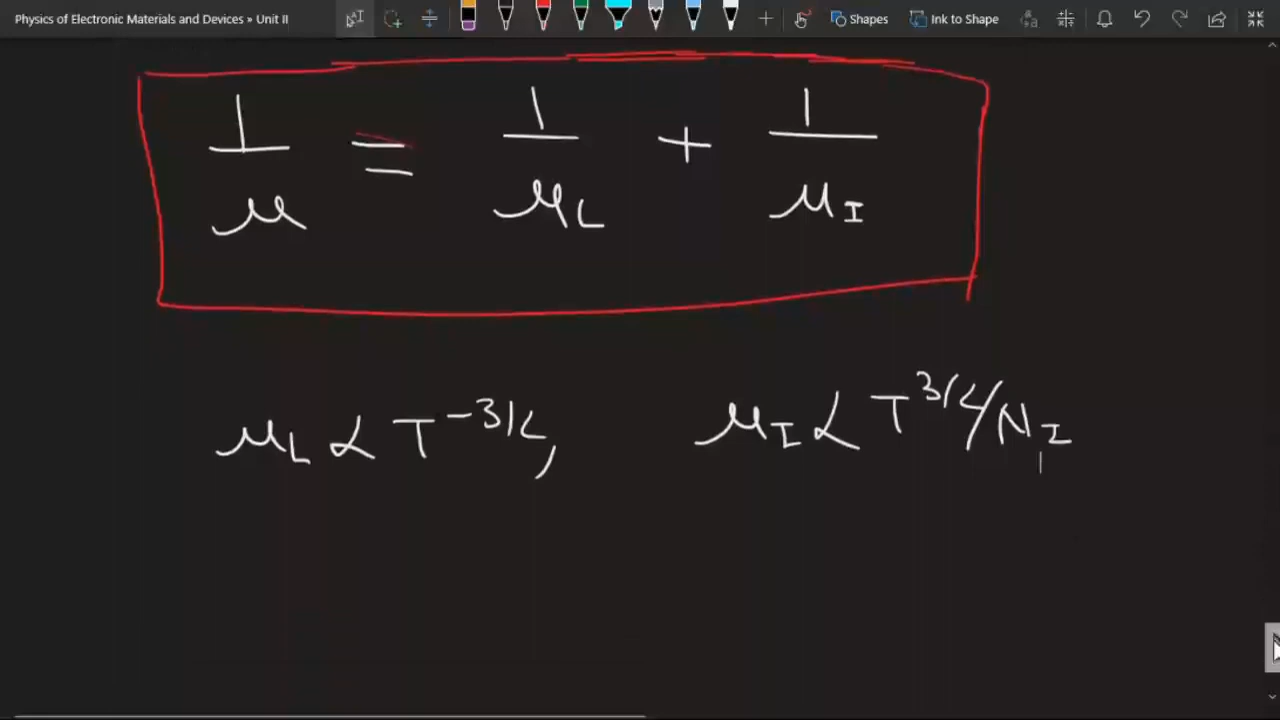 Physics of Electronic Materials and Devices » Unit II
Shapes
Ink to Shape
1/μ = 1/μL + 1/μI
μL ∝ T^-3/2, μI ∝ T^3/2/NI